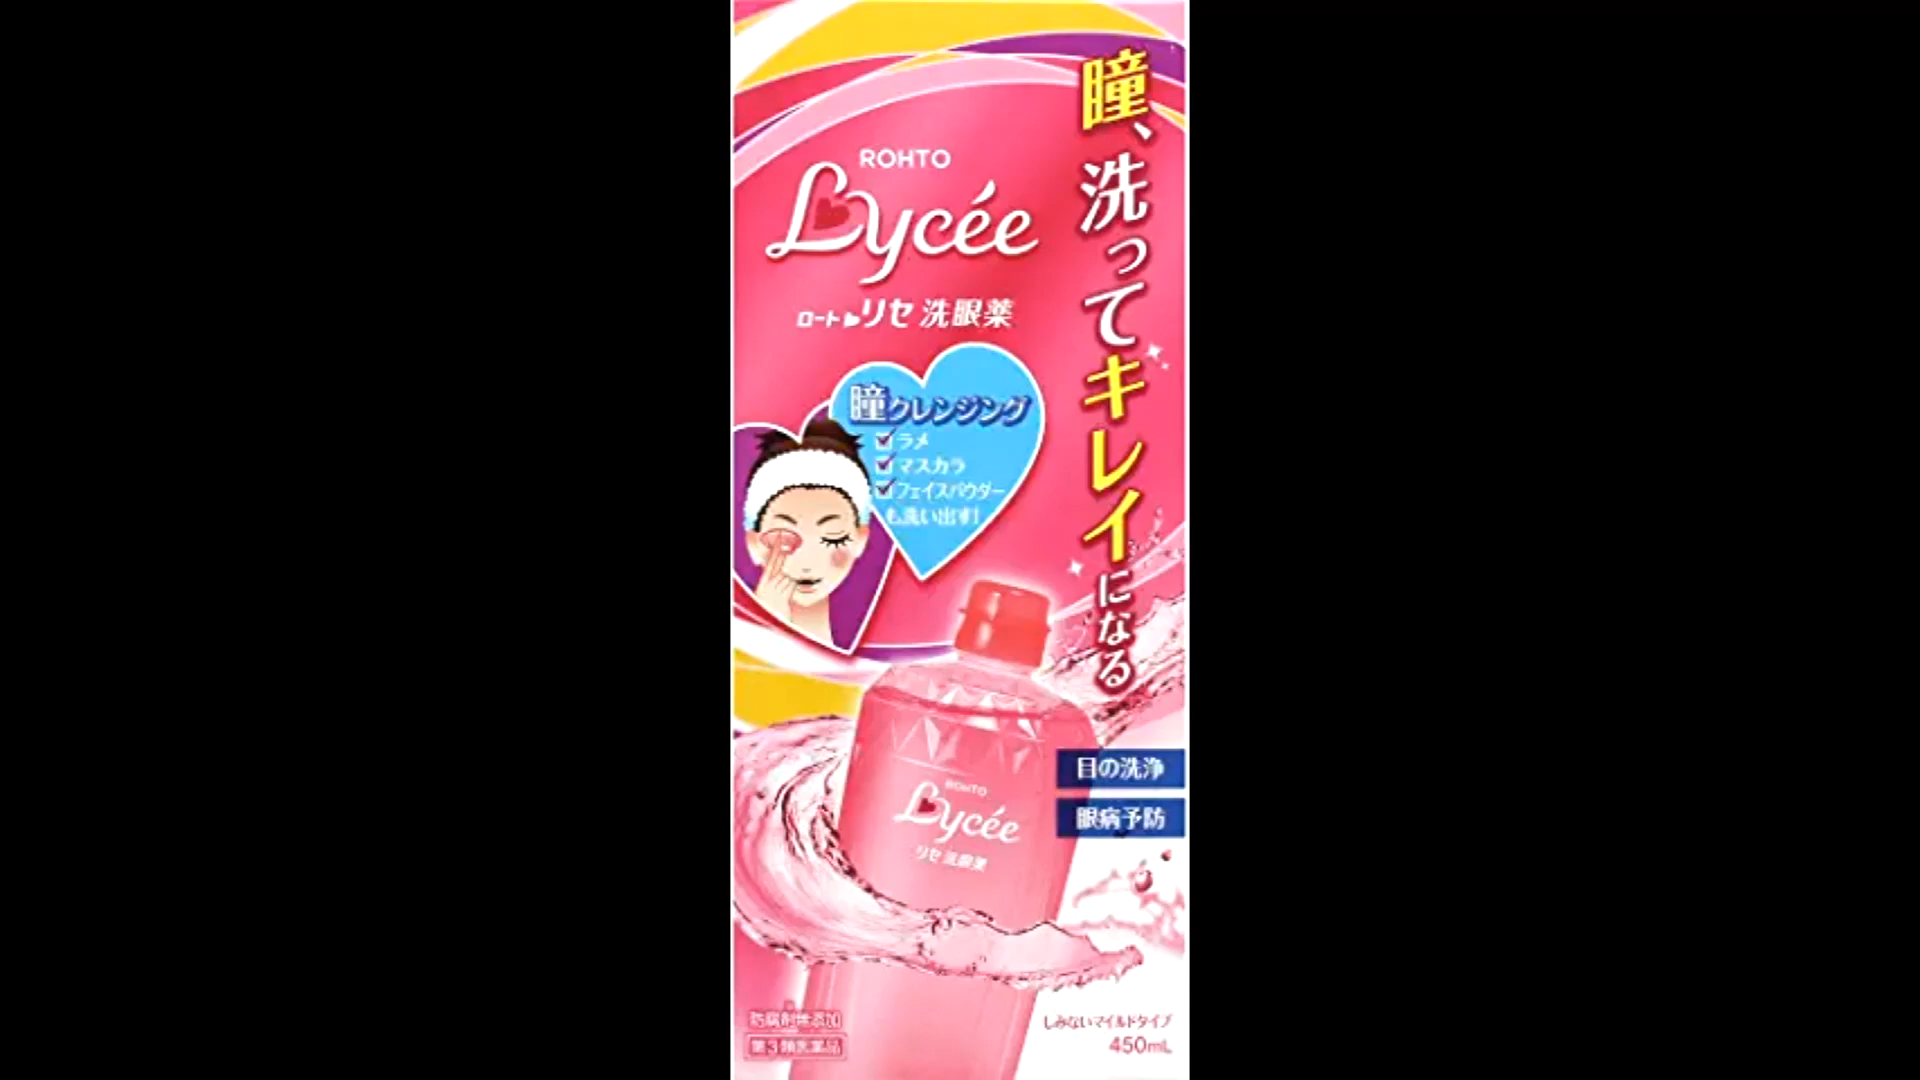 ROHTO
Lycée
ロートリセ 洗眼薬
瞳、洗ってキレイになる
瞳クレンジング
ラメ
マスカラ
フェイスパウダー
も洗い出す!
ROHTO
Lycée
リセ 洗眼薬
目の洗浄
眼病予防
防腐剤無添加
第3類医薬品
しみないマイルドタイプ
450mL